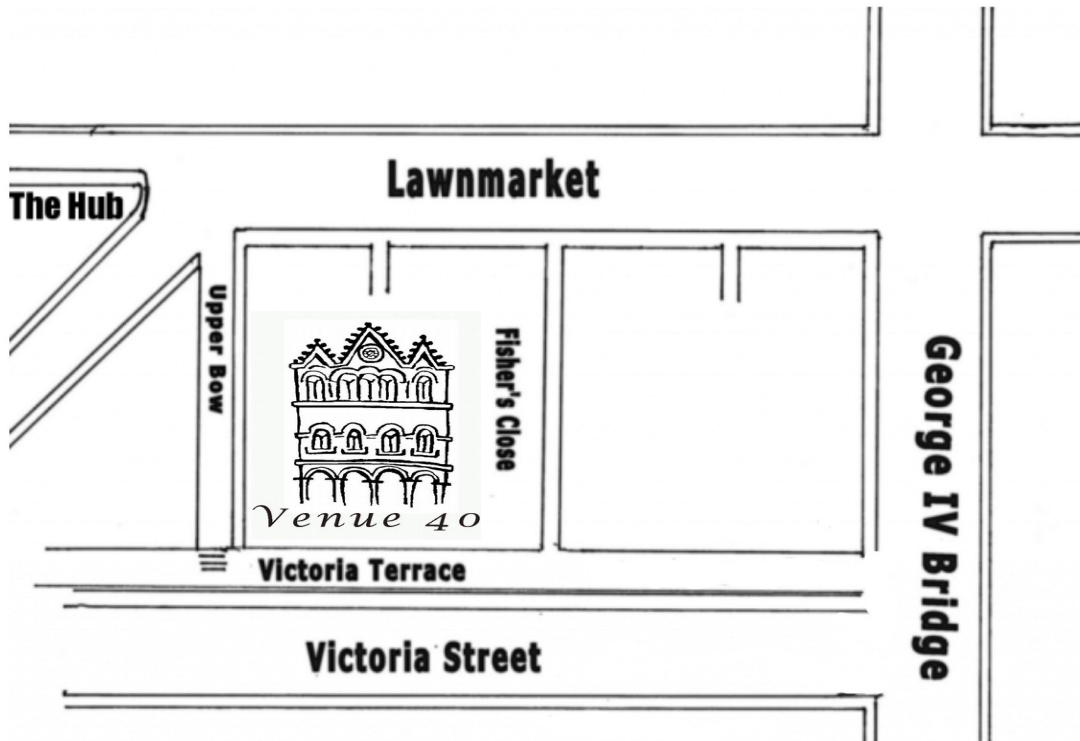 Lawnmarket
The Hub
Upper Bow
Fisher's Close
George IV Bridge
Venue 40
Victoria Terrace
Victoria Street